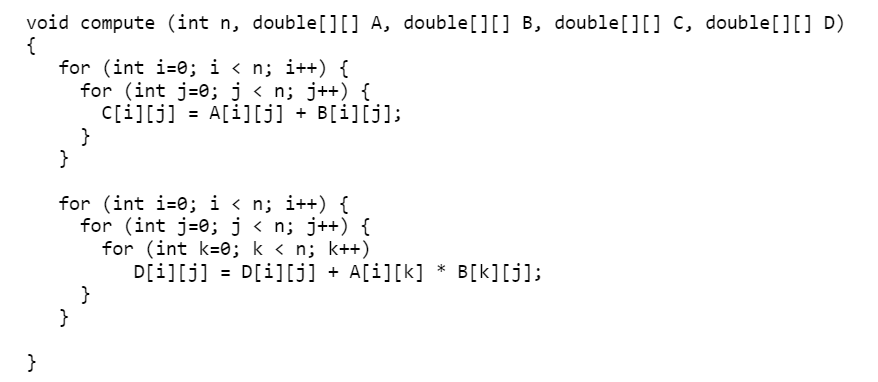 void compute (int n, double[][] A, double[][] B, double[][] C, double[][] D)
{
   for (int i=0; i < n; i++) {
     for (int j=0; j < n; j++) {
       C[i][j] = A[i][j] + B[i][j];
     }
   }

   for (int i=0; i < n; i++) {
     for (int j=0; j < n; j++) {
       for (int k=0; k < n; k++)
          D[i][j] = D[i][j] + A[i][k] * B[k][j];
     }
   }

}